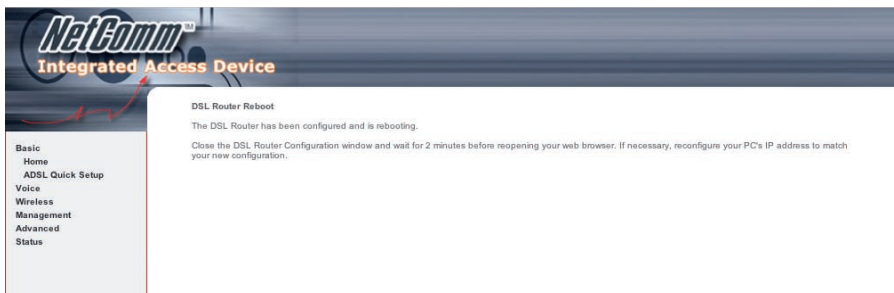 NetComm™
Integrated Access Device
DSL Router Reboot
The DSL Router has been configured and is rebooting.
Close the DSL Router Configuration window and wait for 2 minutes before reopening your web browser. If necessary, reconfigure your PC's IP address to match
your new configuration.
Basic
Home
ADSL Quick Setup
Voice
Wireless
Management
Advanced
Status